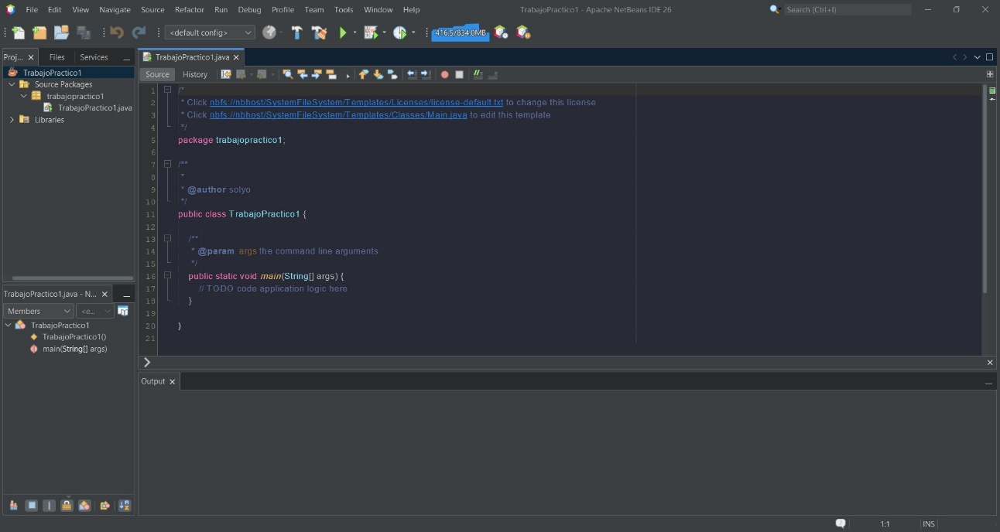 File Edit View Navigate Source Refactor Run Debug Profile Team Tools Window Help
TrabajoPractico1 - Apache NetBeans IDE 26
Search (Ctrl+I)
<default config>
416.5/834.0MB
Proj...
Files
Services
TrabajoPractico1
Source Packages
trabajopractico1
TrabajoPractico1.java
Libraries
TrabajoPractico1.java - N...
Members
<e...
TrabajoPractico1
TrabajoPractico1()
main(String[] args)
TrabajoPractico1.java
Source
History
1 /*
2 * Click nbfs://nbhost/SystemFileSystem/Templates/Licenses/license-default.txt to change this license
3 * Click nbfs://nbhost/SystemFileSystem/Templates/Classes/Main.java to edit this template
4 */
5 package trabajopractico1;
6
7 /**
8 *
9 * @author solyo
10 */
11 public class TrabajoPractico1 {
12
13 /**
14 * @param args the command line arguments
15 */
16 public static void main(String[] args) {
17 // TODO code application logic here
18 }
19
20 }
21
Output
1:1
INS